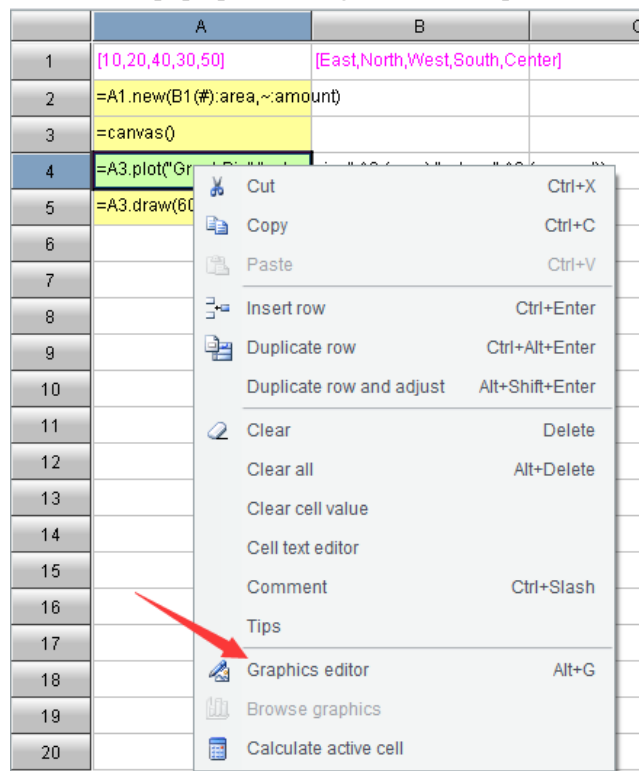 A B C
1 [10,20,40,30,50] [East,North,West,South,Center]
2 =A1.new(B1(#):area,~:amount)
3 =canvas()
4 =A3.plot("Gr
5 =A3.draw(60
6
7
8
9
10
11
12
13
14
15
16
17
18
19
20
Cut Ctrl+X
Copy Ctrl+C
Paste Ctrl+V
Insert row Ctrl+Enter
Duplicate row Ctrl+Alt+Enter
Duplicate row and adjust Alt+Shift+Enter
Clear Delete
Clear all Alt+Delete
Clear cell value
Cell text editor
Comment Ctrl+Slash
Tips
Graphics editor Alt+G
Browse graphics
Calculate active cell